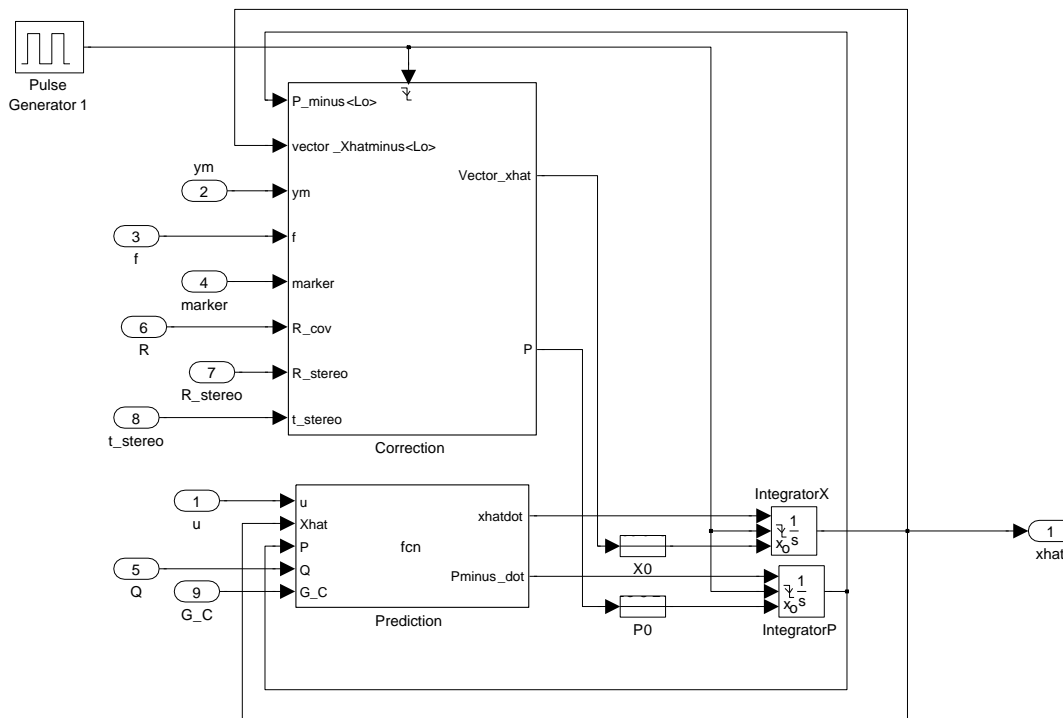 Pulse
Generator 1
P_minus<Lo>
vector _Xhatminus<Lo>
ym
2
ym
3
f
f
4
marker
marker
6
R
R_cov
7
R_stereo
R_stereo
8
t_stereo
t_stereo
Vector_xhat
P
Correction
1
u
u
Xhat
P
5
Q
Q
9
G_C
G_C
fcn
xhatdot
Pminus_dot
Prediction
X0
P0
IntegratorX
1
s
xo
IntegratorP
1
s
xo
1
xhat